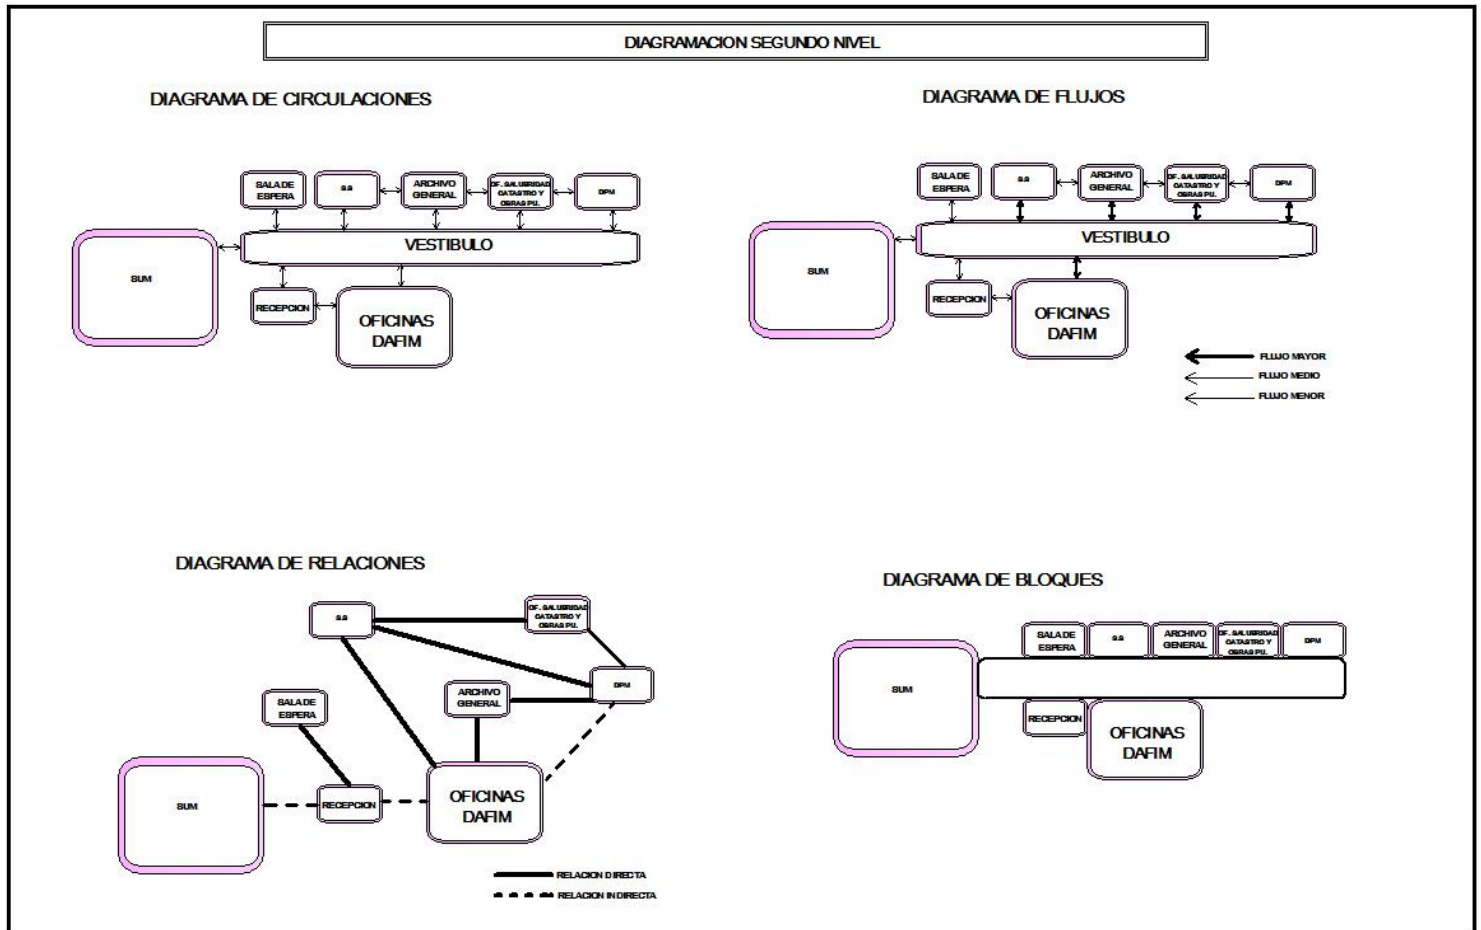 DIAGRAMACION SEGUNDO NIVEL
DIAGRAMA DE CIRCULACIONES
SALA DE
ESPERA
S.S
ARCHIVO
GENERAL
OF. SALUBRIDAD
CATASTRO Y
OBRAS PU.
DPM
VESTIBULO
SUM
RECEPCION
OFICINAS
DAFIM
DIAGRAMA DE FLUJOS
SALA DE
ESPERA
S.S
ARCHIVO
GENERAL
OF. SALUBRIDAD
CATASTRO Y
OBRAS PU.
DPM
VESTIBULO
SUM
RECEPCION
OFICINAS
DAFIM
FLUJO MAYOR
FLUJO MEDIO
FLUJO MENOR
DIAGRAMA DE RELACIONES
S.S
OF. SALUBRIDAD
CATASTRO Y
OBRAS PU.
DPM
ARCHIVO
GENERAL
SALA DE
ESPERA
SUM
RECEPCION
OFICINAS
DAFIM
RELACION DIRECTA
RELACION INDIRECTA
DIAGRAMA DE BLOQUES
SALA DE
ESPERA
S.S
ARCHIVO
GENERAL
OF. SALUBRIDAD
CATASTRO Y
OBRAS PU.
DPM
SUM
RECEPCION
OFICINAS
DAFIM